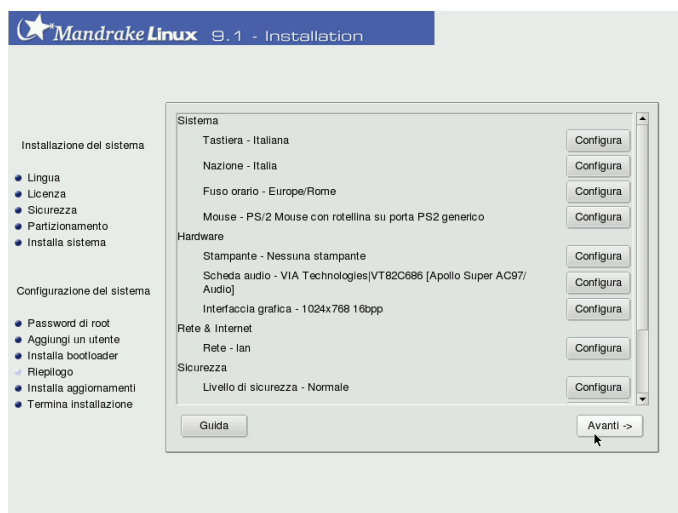 Mandrake Linux 9.1 - Installation
Installazione del sistema
Lingua
Licenza
Sicurezza
Partizionamento
Installa sistema
Configurazione del sistema
Password di root
Aggiungi un utente
Installa bootloader
Riepilogo
Installa aggiornamenti
Termina installazione
Sistema
Tastiera - Italiana Configura
Nazione - Italia Configura
Fuso orario - Europe/Rome Configura
Mouse - PS/2 Mouse con rotellina su porta PS2 generico Configura
Hardware
Stampante - Nessuna stampante Configura
Scheda audio - VIA Technologies|VT82C686 [Apollo Super AC97/
Audio] Configura
Interfaccia grafica - 1024x768 16bpp Configura
Rete & Internet
Rete - lan Configura
Sicurezza
Livello di sicurezza - Normale Configura
Guida Avanti ->